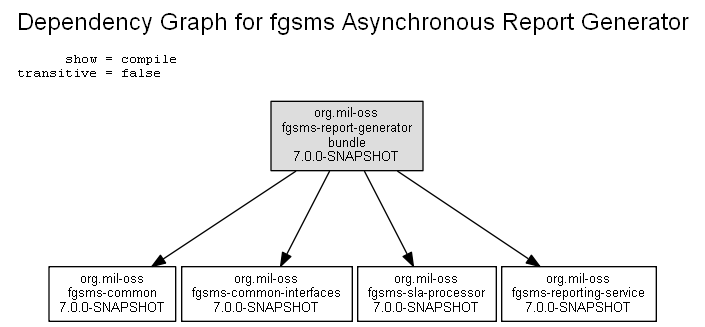 Dependency Graph for fgsms Asynchronous Report Generator
show = compile
transitive = false
org.mil-oss
fgsms-report-generator
bundle
7.0.0-SNAPSHOT
org.mil-oss
fgsms-common
7.0.0-SNAPSHOT
org.mil-oss
fgsms-common-interfaces
7.0.0-SNAPSHOT
org.mil-oss
fgsms-sla-processor
7.0.0-SNAPSHOT
org.mil-oss
fgsms-reporting-service
7.0.0-SNAPSHOT